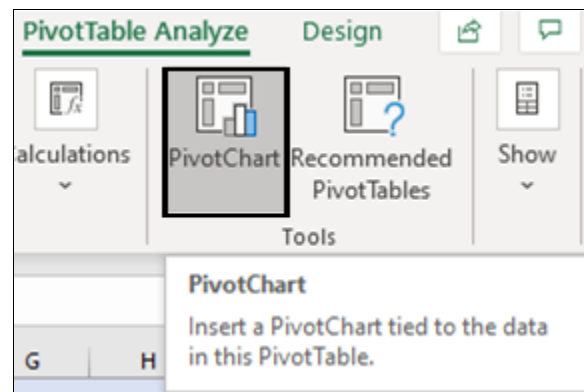 PivotTable Analyze Design
alculations
PivotChart
Recommended
PivotTables
Show
Tools
PivotChart
Insert a PivotChart tied to the data
in this PivotTable.
G H